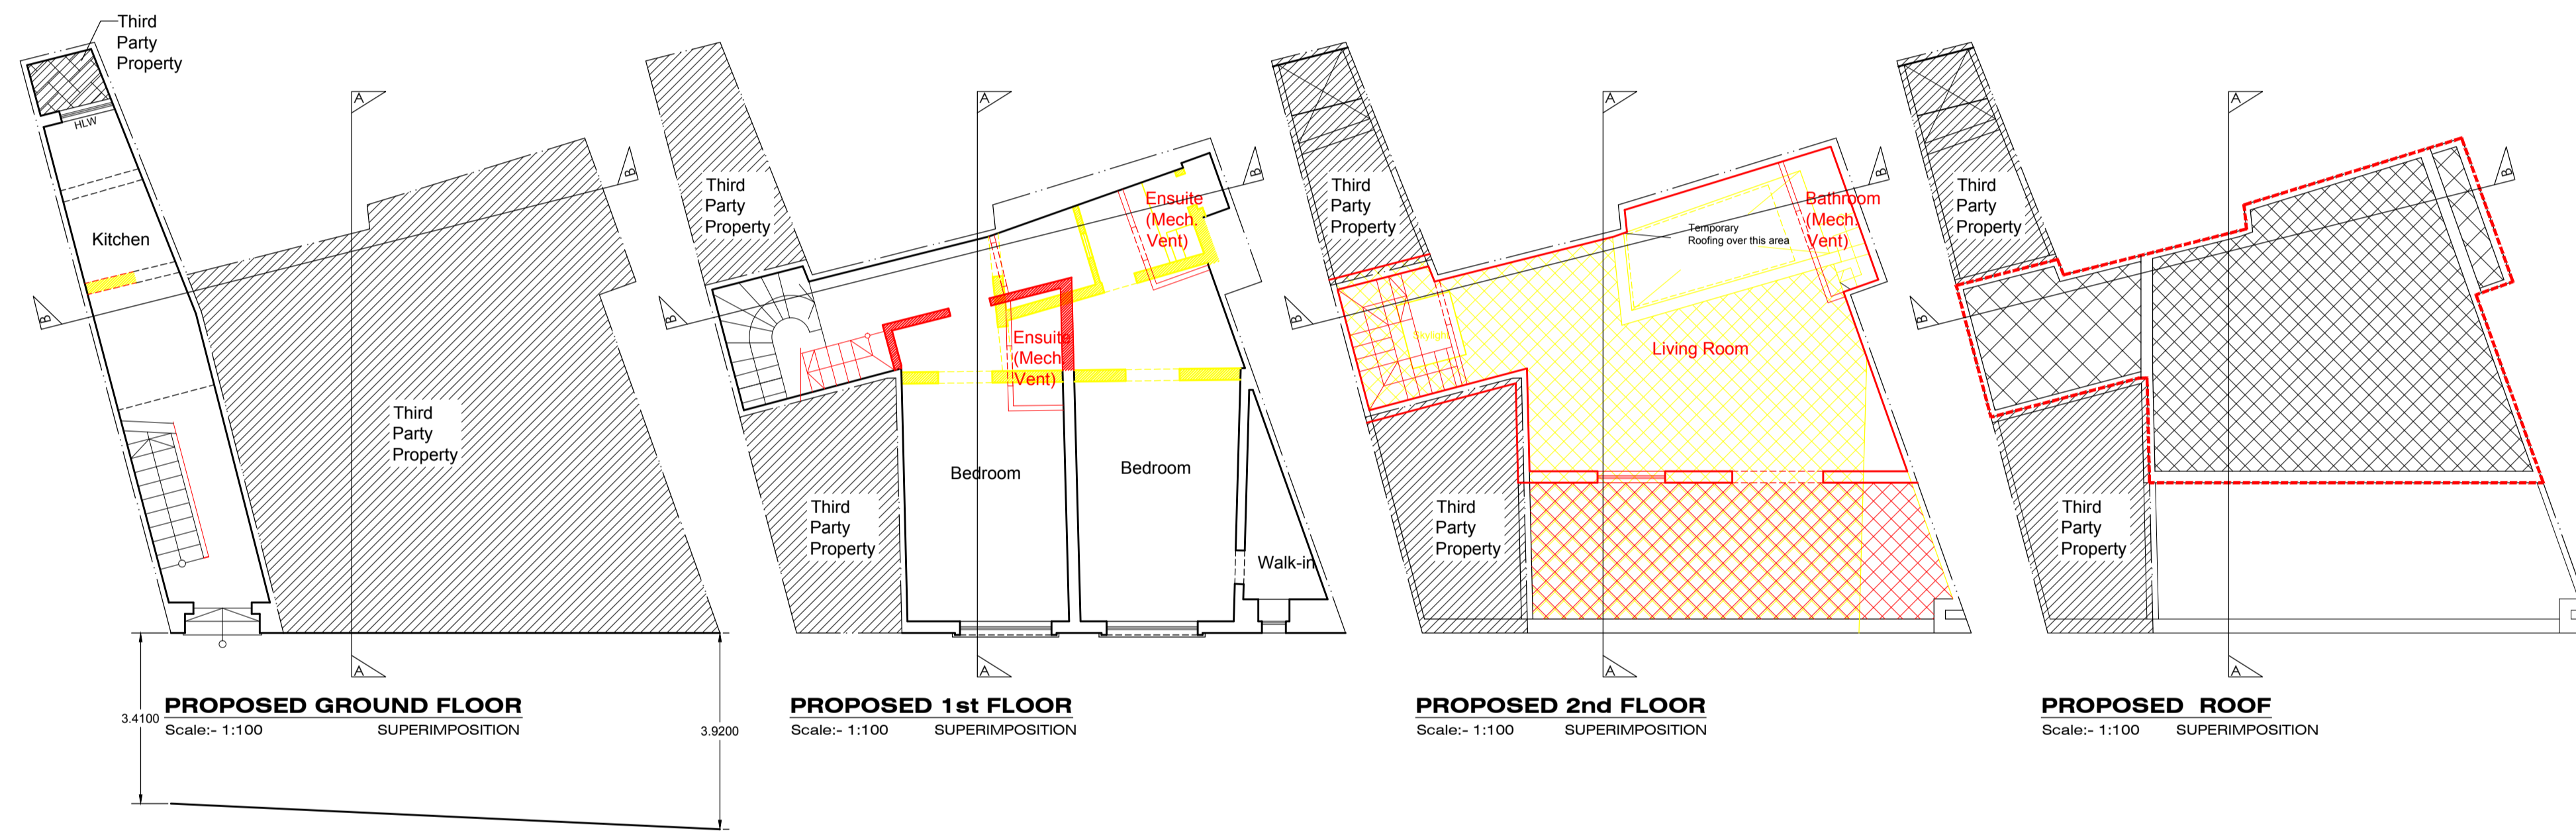 Third
Party
Property
HLW
Kitchen
Third
Party
Property
A
A
B
B
3.4100
3.9200
PROPOSED GROUND FLOOR
Scale:- 1:100 SUPERIMPOSITION
Third
Party
Property
Ensuite
(Mech.
Vent)
Ensuite
(Mech.
Vent)
Bedroom
Bedroom
Walk-in
Third
Party
Property
A
A
B
B
PROPOSED 1st FLOOR
Scale:- 1:100 SUPERIMPOSITION
Third
Party
Property
Temporary
Roofing over this area
Bathroom
(Mech.
Vent)
Skylight
Living Room
Third
Party
Property
A
A
B
B
PROPOSED 2nd FLOOR
Scale:- 1:100 SUPERIMPOSITION
Third
Party
Property
Third
Party
Property
A
A
B
B
PROPOSED ROOF
Scale:- 1:100 SUPERIMPOSITION